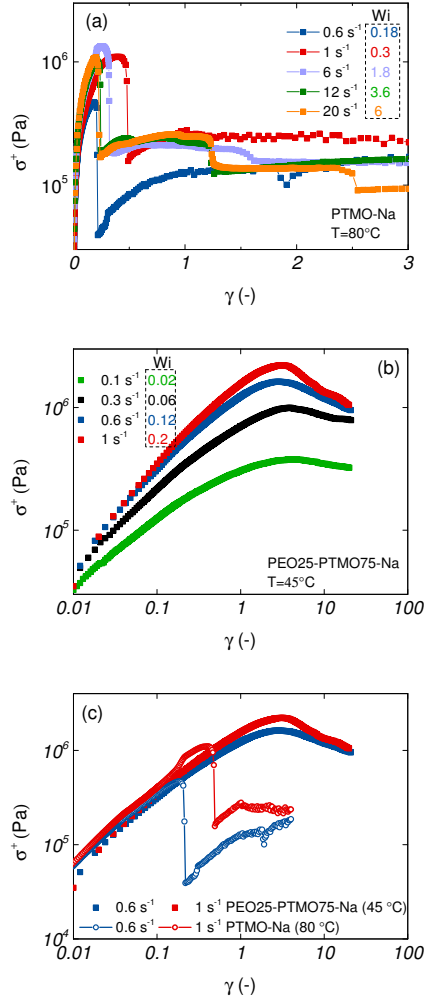 (a)
Wi
0.6 s⁻¹ 0.18
1 s⁻¹ 0.3
6 s⁻¹ 1.8
12 s⁻¹ 3.6
20 s⁻¹ 6
10⁶
10⁵
σ⁺ (Pa)
PTMO-Na
T=80°C
0 1 2 3
γ (-)
Wi
(b)
0.1 s⁻¹ 0.02
0.3 s⁻¹ 0.06
0.6 s⁻¹ 0.12
1 s⁻¹ 0.2
10⁶
10⁵
σ⁺ (Pa)
PEO25-PTMO75-Na
T=45°C
0.01 0.1 1 10 100
γ (-)
(c)
10⁷
10⁶
10⁵
10⁴
σ⁺ (Pa)
0.6 s⁻¹ 1 s⁻¹ PEO25-PTMO75-Na (45 °C)
0.6 s⁻¹ 1 s⁻¹ PTMO-Na (80 °C)
0.01 0.1 1 10 100
γ (-)